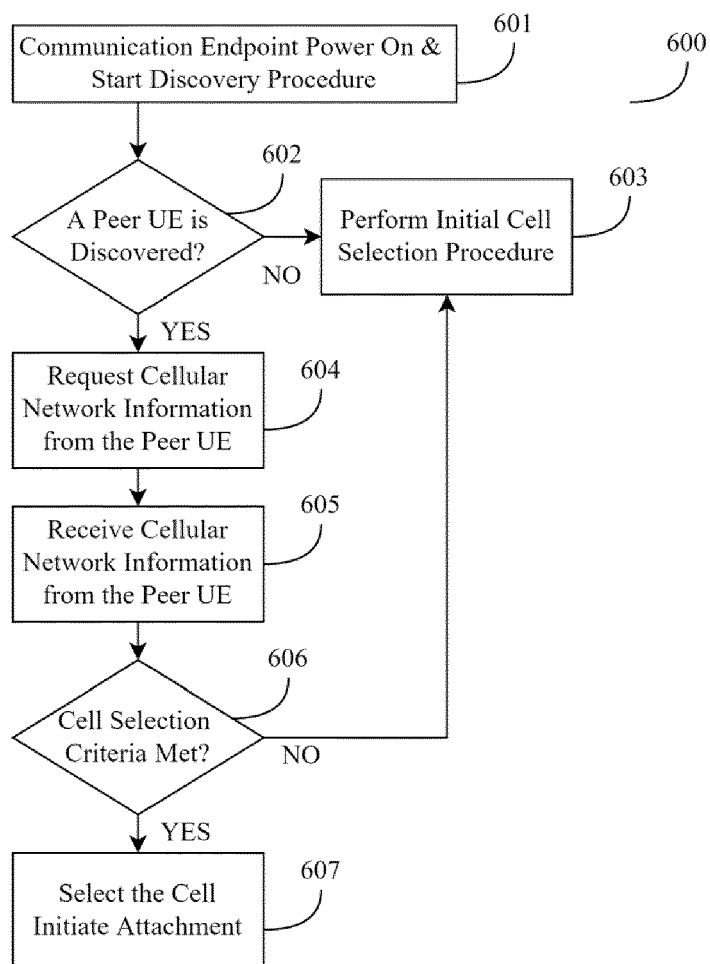 Communication Endpoint Power On &
Start Discovery Procedure
601
600
602
A Peer UE is
Discovered?
NO
YES
603
Perform Initial Cell
Selection Procedure
604
Request Cellular
Network Information
from the Peer UE
605
Receive Cellular
Network Information
from the Peer UE
606
Cell Selection
Criteria Met?
NO
YES
607
Select the Cell
Initiate Attachment